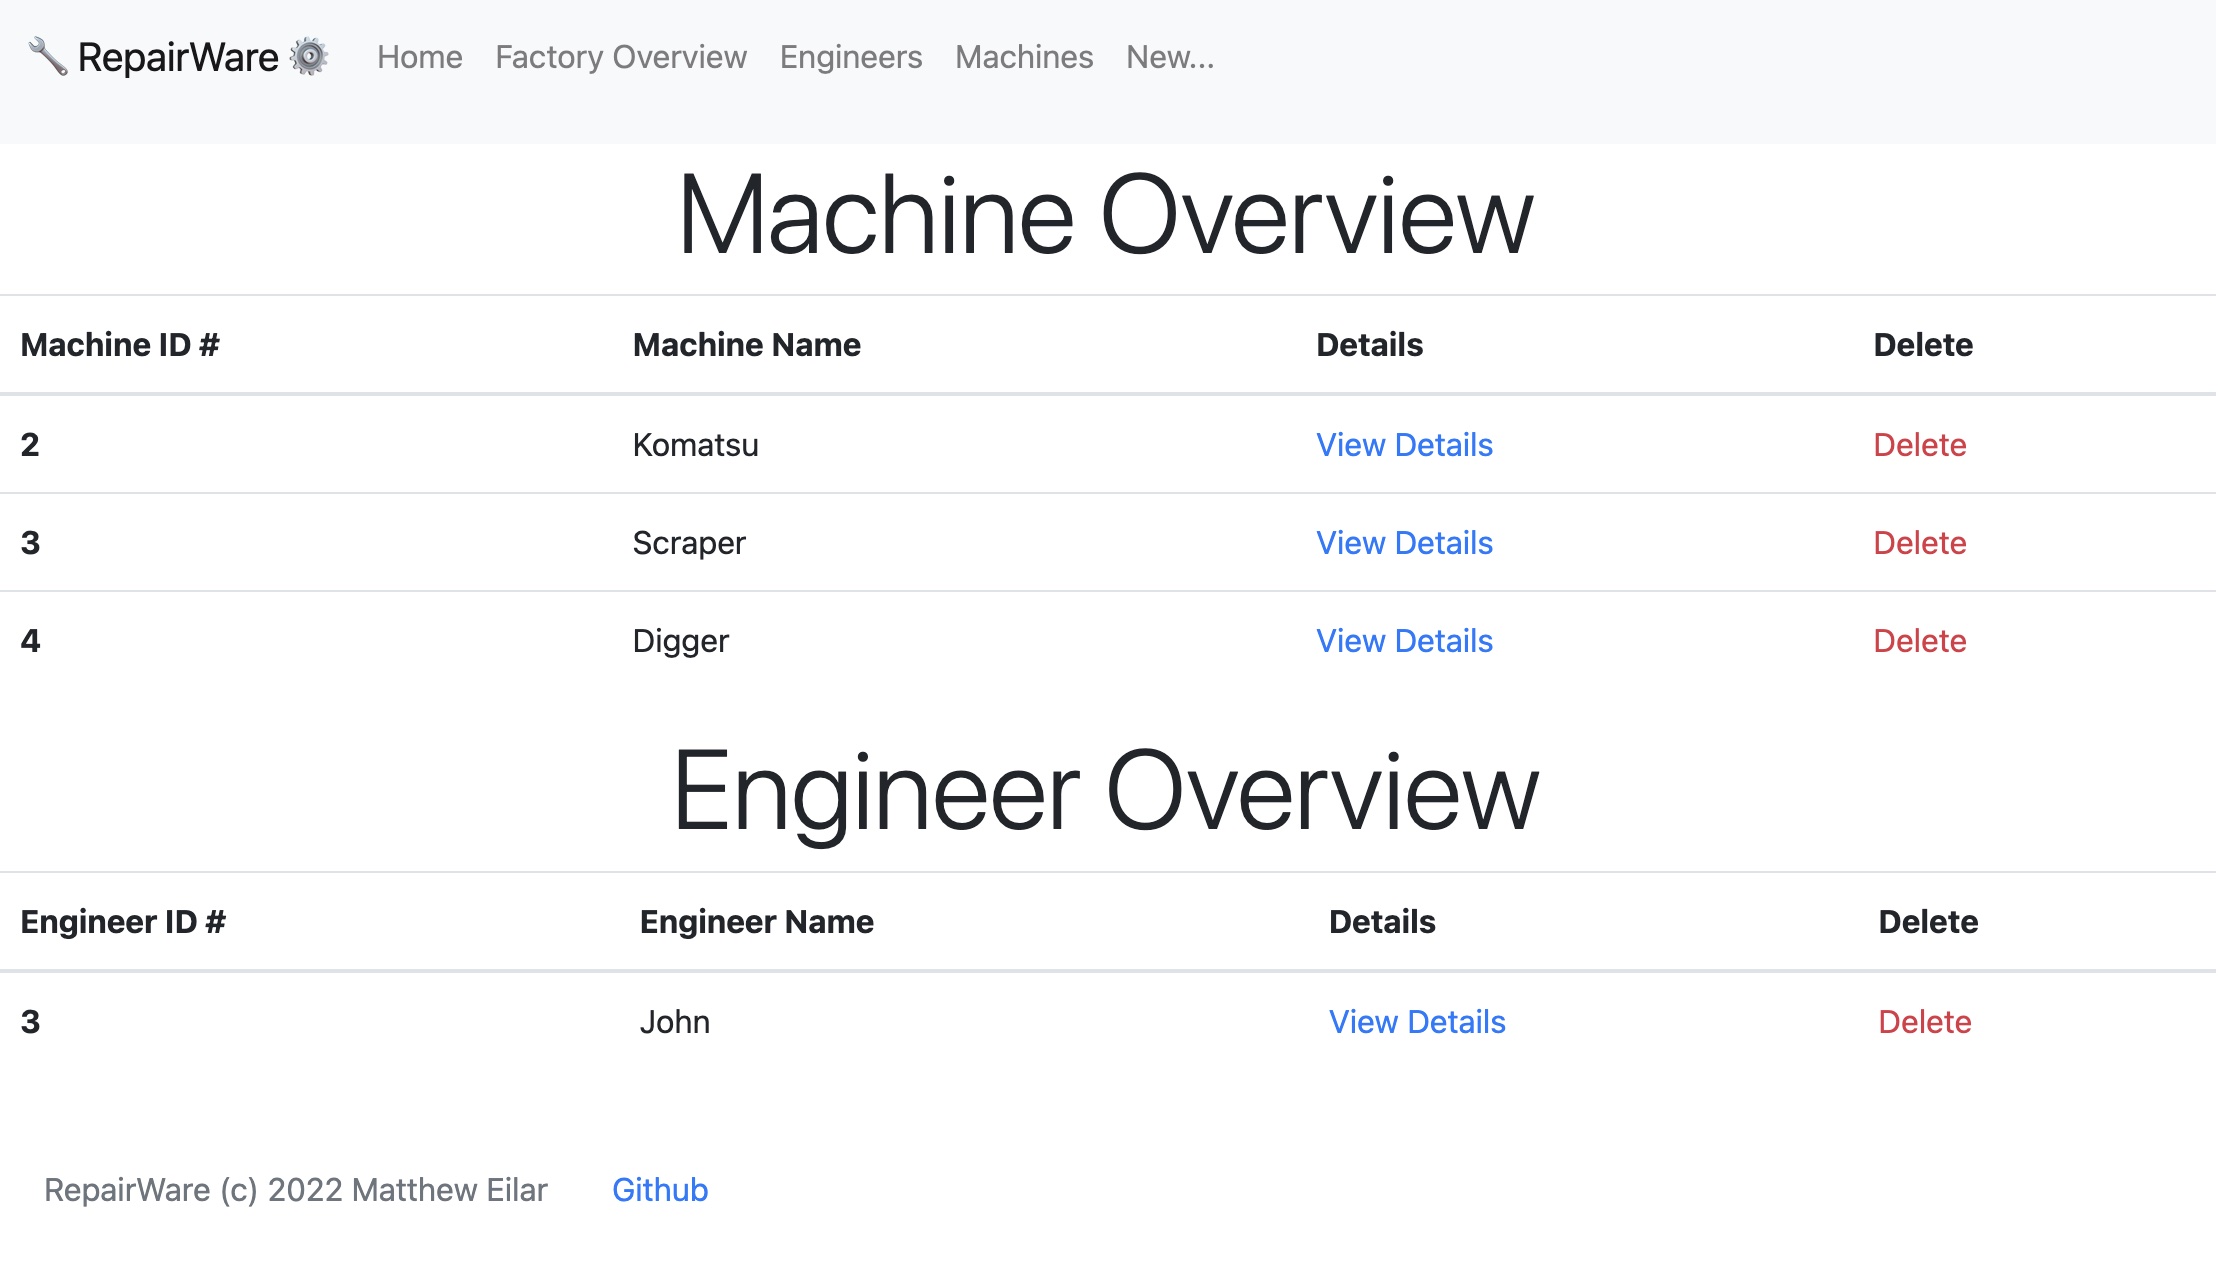 RepairWare Home Factory Overview Engineers Machines New...
Machine Overview
Machine ID # Machine Name Details Delete
2 Komatsu View Details Delete
3 Scraper View Details Delete
4 Digger View Details Delete
Engineer Overview
Engineer ID # Engineer Name Details Delete
3 John View Details Delete
RepairWare (c) 2022 Matthew Eilar Github